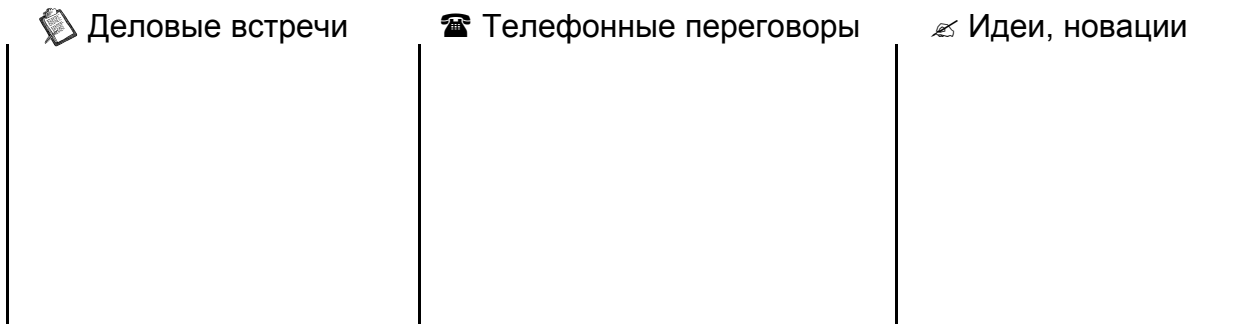 Деловые встречи
Телефонные переговоры
Идеи, новации